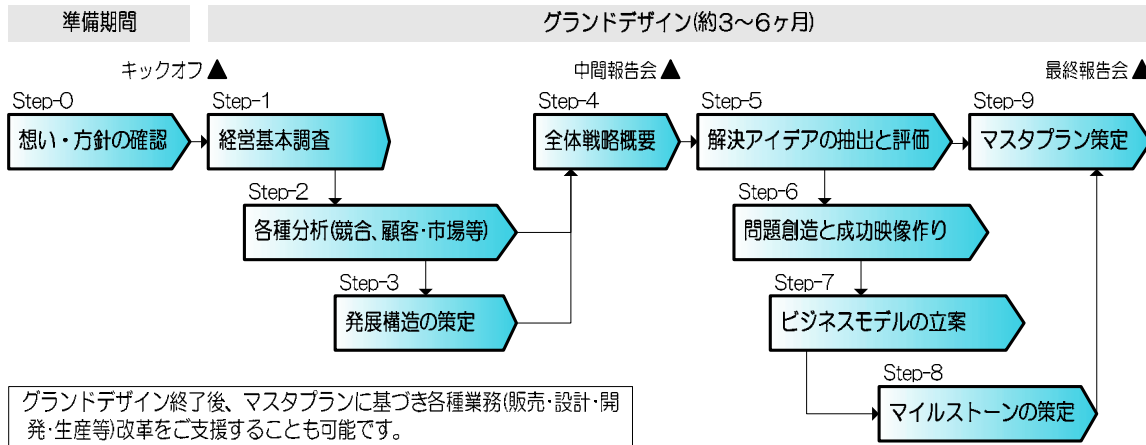 準備期間
グランドデザイン(約3～6ヶ月)
キックオフ▲
中間報告会▲
最終報告会▲
Step-0
想い・方針の確認
Step-1
経営基本調査
Step-2
各種分析(競合、顧客・市場等)
Step-3
発展構造の策定
Step-4
全体戦略概要
Step-5
解決アイデアの抽出と評価
Step-6
問題創造と成功映像作り
Step-7
ビジネスモデルの立案
Step-8
マイルストーンの策定
Step-9
マスタプラン策定
グランドデザイン終了後、マスタプランに基づき各種業務(販売・設計・開
発・生産等)改革をご支援することも可能です。